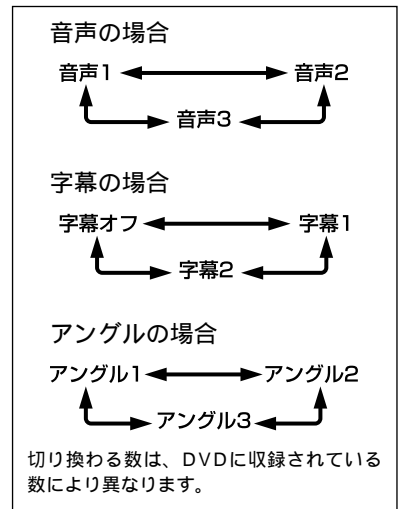 音声の場合
音声1 音声2
音声3
字幕の場合
字幕オフ 字幕1
字幕2
アングルの場合
アングル1 アングル2
アングル3
切り換わる数は、DVDに収録されている
数により異なります。